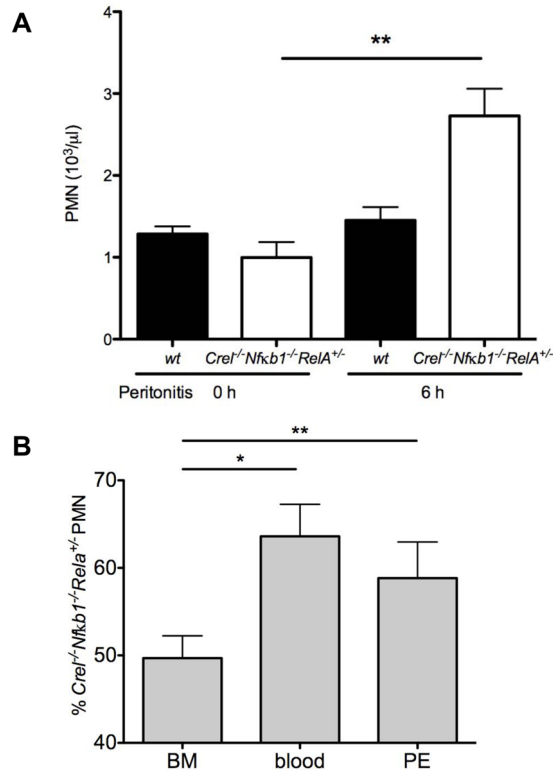 A
**
4
3
2
1
0
PMN (10³/µl)
wt Crel-/-Nfκb1-/-RelA+/- wt Crel-/-Nfκb1-/-RelA+/-
Peritonitis 0 h 6 h
B
**
*
70
60
50
40
% Crel-/-Nfκb1-/-Rela+/- PMN
BM blood PE